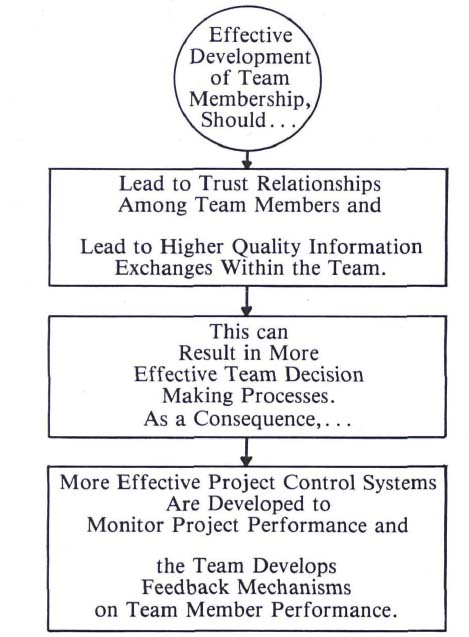 Effective
Development
of Team
Membership,
Should...
Lead to Trust Relationships
Among Team Members and
Lead to Higher Quality Information
Exchanges Within the Team.
This can
Result in More
Effective Team Decision
Making Processes.
As a Consequence,...
More Effective Project Control Systems
Are Developed to
Monitor Project Performance and
the Team Develops
Feedback Mechanisms
on Team Member Performance.